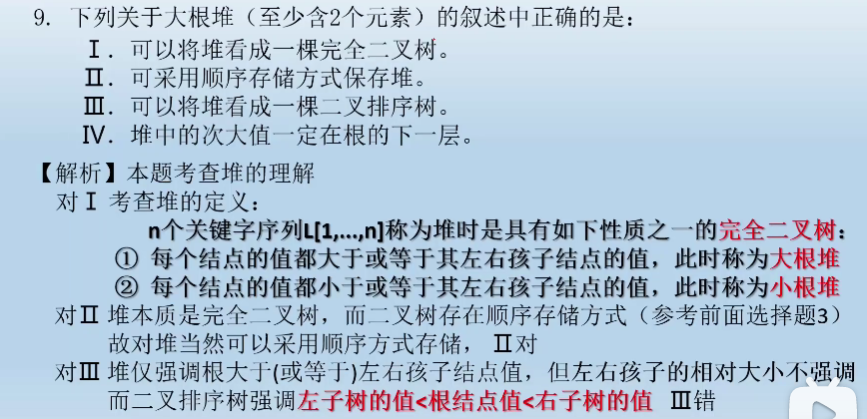 9. 下列关于大根堆（至少含2个元素）的叙述中正确的是：
Ⅰ．可以将堆看成一棵完全二叉树。
Ⅱ．可采用顺序存储方式保存堆。
Ⅲ．可以将堆看成一棵二叉排序树。
Ⅳ．堆中的次大值一定在根的下一层。
【解析】本题考查堆的理解
对Ⅰ 考查堆的定义：
n个关键字序列L[1,...,n]称为堆时是具有如下性质之一的完全二叉树：
① 每个结点的值都大于或等于其左右孩子结点的值，此时称为大根堆
② 每个结点的值都小于或等于其左右孩子结点的值，此时称为小根堆
对Ⅱ 堆本质是完全二叉树，而二叉树存在顺序存储方式（参考前面选择题3）
故对堆当然可以采用顺序方式存储， Ⅱ对
对Ⅲ 堆仅强调根大于(或等于)左右孩子结点值，但左右孩子的相对大小不强调
而二叉排序树强调左子树的值<根结点值<右子树的值 Ⅲ错